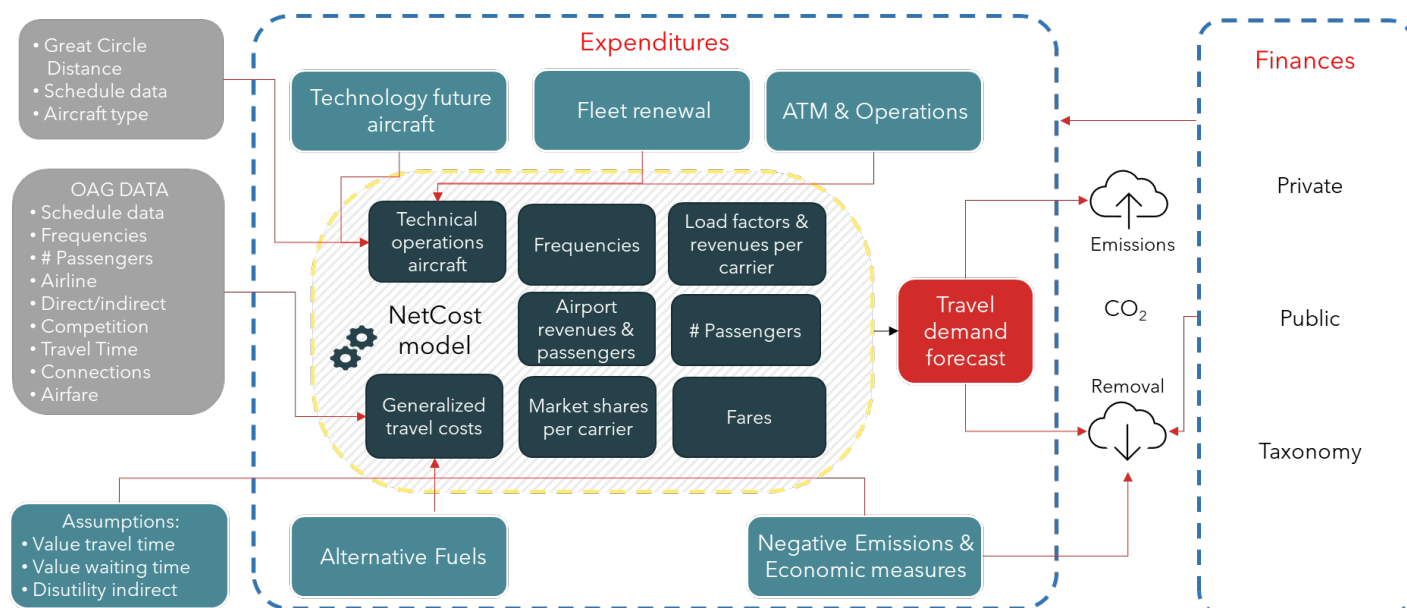 • Great Circle
Distance
• Schedule data
• Aircraft type
Expenditures
Finances
Technology future
aircraft
Fleet renewal
ATM & Operations
OAG DATA
• Schedule data
• Frequencies
• # Passengers
• Airline
• Direct/indirect
• Competition
• Travel Time
• Connections
• Airfare
Technical
operations
aircraft
Frequencies
Load factors &
revenues per
carrier
NetCost
model
Airport
revenues &
passengers
# Passengers
Generalized
travel costs
Market shares
per carrier
Fares
Travel
demand
forecast
Emissions
CO₂
Removal
Private
Public
Taxonomy
Assumptions:
• Value travel time
• Value waiting time
• Disutility indirect
Alternative Fuels
Negative Emissions &
Economic measures